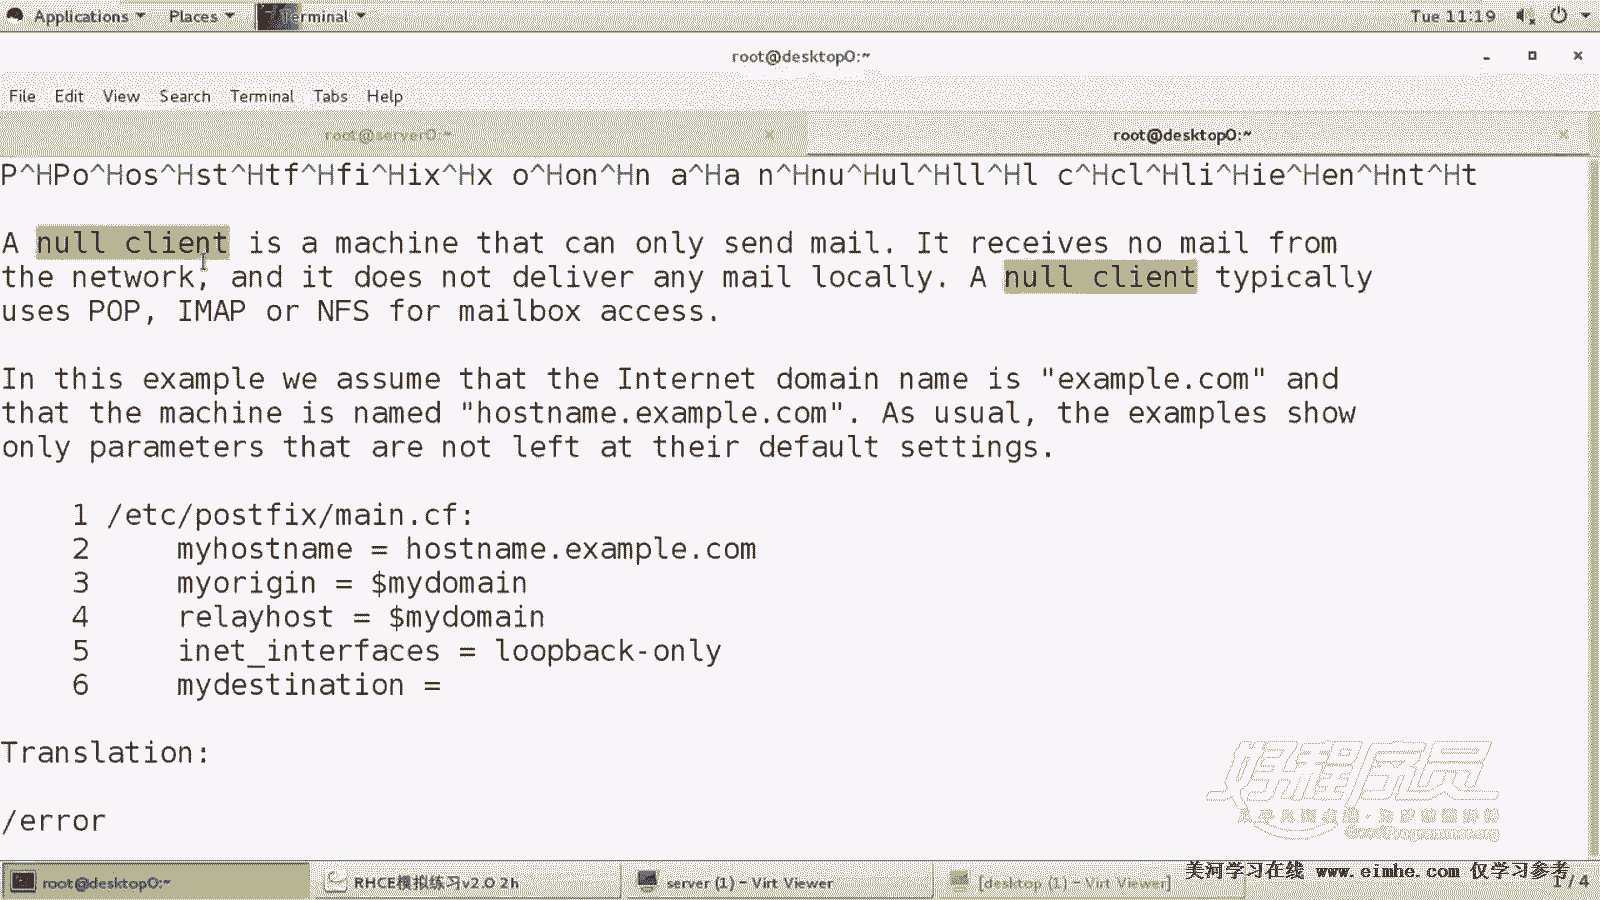 Applications Places Terminal Tue 11:19
root@desktop0:~
File Edit View Search Terminal Tabs Help
root@server0:~ root@desktop0:~
P^HPo^Hos^Hst^Htf^Hfi^Hix^Hx o^Hon^Hn a^Ha n^Hnu^Hul^Hll^Hl c^Hcl^Hli^Hie^Hen^Hnt^Ht
A null client is a machine that can only send mail. It receives no mail from
the network, and it does not deliver any mail locally. A null client typically
uses POP, IMAP or NFS for mailbox access.
In this example we assume that the Internet domain name is "example.com" and
that the machine is named "hostname.example.com". As usual, the examples show
only parameters that are not left at their default settings.
1 /etc/postfix/main.cf:
2 myhostname = hostname.example.com
3 myorigin = $mydomain
4 relayhost = $mydomain
5 inet_interfaces = loopback-only
6 mydestination =
Translation:
/error
好程序员
GoodProgrammer.org
root@desktop0:~ RHCE模拟练习v2.0 2h server (1) – Virt Viewer [desktop (1) – Virt Viewer] 1 / 4
美河学习在线 www.eimhe.com 仅学习参考